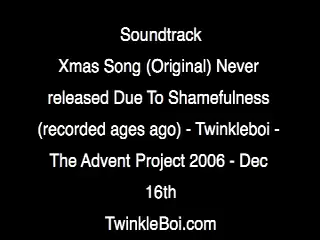 Soundtrack
Xmas Song (Original) Never
released Due To Shamefulness
(recorded ages ago) - Twinkleboi -
The Advent Project 2006 - Dec
16th
TwinkleBoi.com